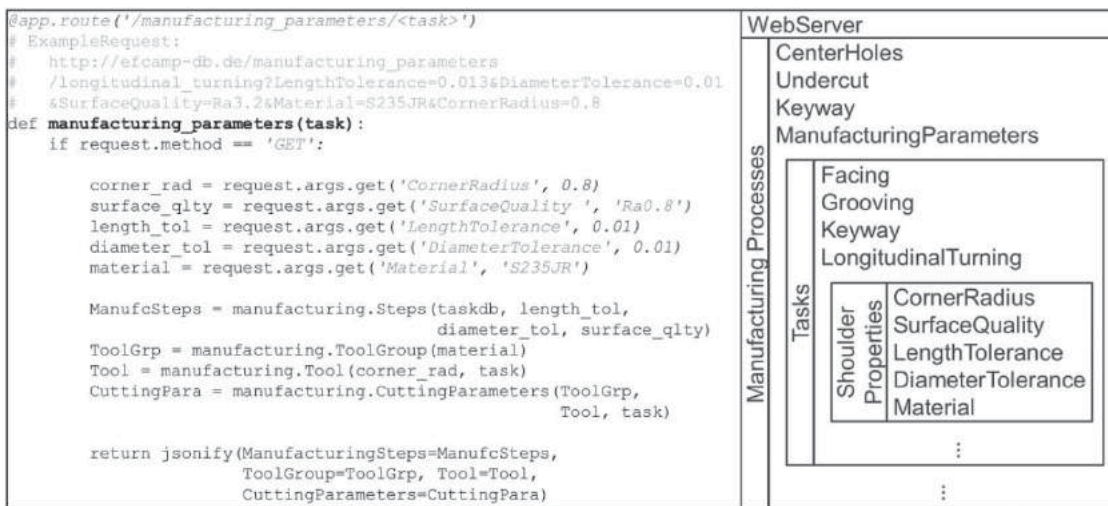 @app.route('/manufacturing_parameters/<task>')
# ExampleRequest:
# http://efcamp-db.de/manufacturing_parameters
# /longitudinal_turning?LengthTolerance=0.013&DiameterTolerance=0.01
# &SurfaceQuality=Ra3.2&Material=S235JR&CornerRadius=0.8
def manufacturing_parameters(task):
if request.method == 'GET':
corner_rad = request.args.get('CornerRadius', 0.8)
surface_qlty = request.args.get('SurfaceQuality ', 'Ra0.8')
length_tol = request.args.get('LengthTolerance', 0.01)
diameter_tol = request.args.get('DiameterTolerance', 0.01)
material = request.args.get('Material', 'S235JR')
ManufcSteps = manufacturing.Steps(taskdb, length_tol,
diameter_tol, surface_qlty)
ToolGrp = manufacturing.ToolGroup(material)
Tool = manufacturing.Tool(corner_rad, task)
CuttingPara = manufacturing.CuttingParameters(ToolGrp,
Tool, task)
return jsonify(ManufacturingSteps=ManufcSteps,
ToolGroup=ToolGrp, Tool=Tool,
CuttingParameters=CuttingPara)
WebServer
Manufacturing Processes
CenterHoles
Undercut
Keyway
ManufacturingParameters
Tasks
Facing
Grooving
Keyway
LongitudinalTurning
Shoulder
Properties
CornerRadius
SurfaceQuality
LengthTolerance
DiameterTolerance
Material
⋮
⋮